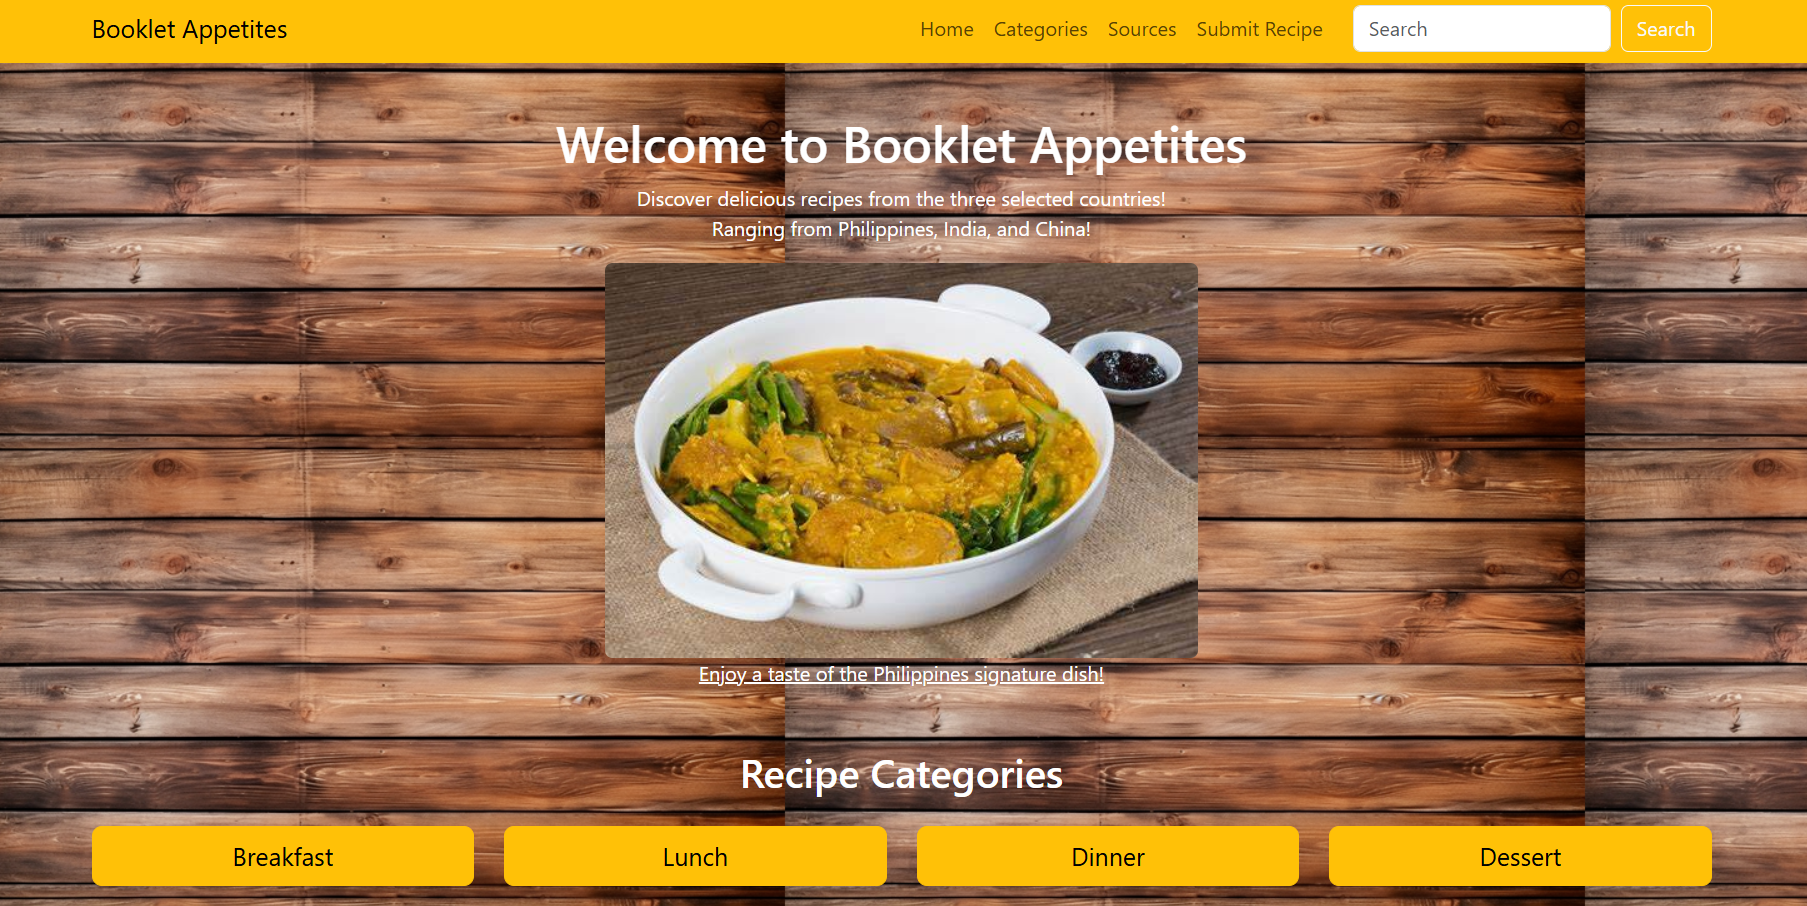 Booklet Appetites
Home Categories Sources Submit Recipe Search Search
Welcome to Booklet Appetites
Discover delicious recipes from the three selected countries!
Ranging from Philippines, India, and China!
Enjoy a taste of the Philippines signature dish!
Recipe Categories
Breakfast Lunch Dinner Dessert